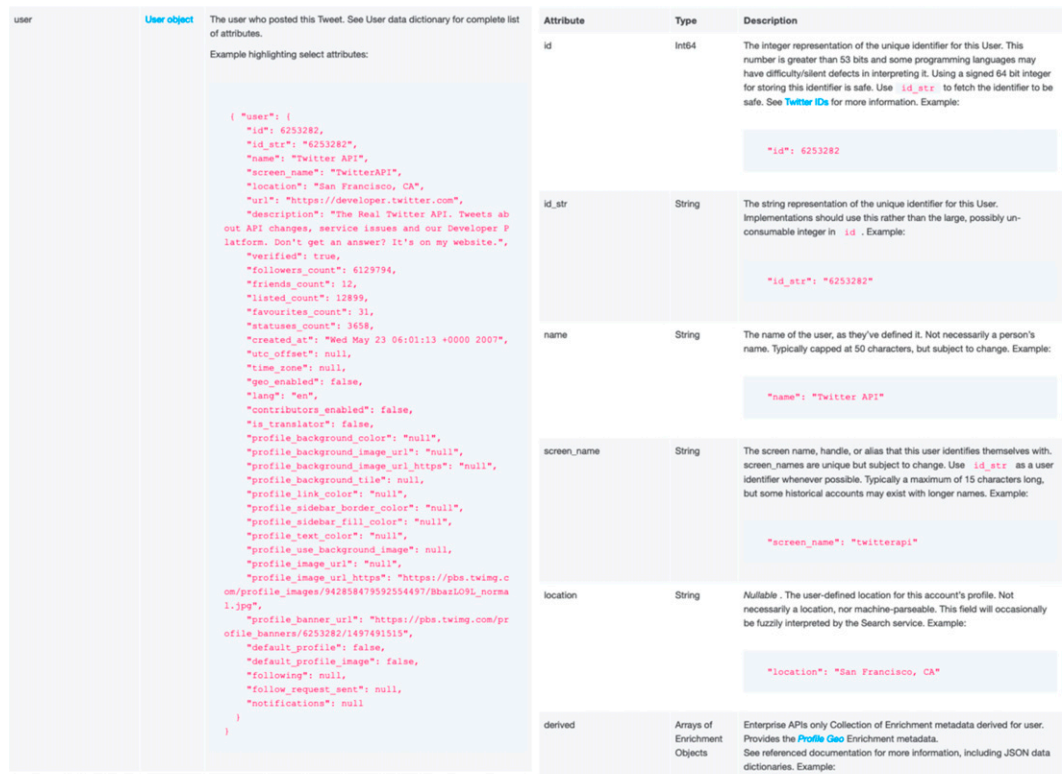 user
User object
The user who posted this Tweet. See User data dictionary for complete list
of attributes.
Example highlighting select attributes:
{ "user": {
"id": 6253282,
"id_str": "6253282",
"name": "Twitter API",
"screen_name": "TwitterAPI",
"location": "San Francisco, CA",
"url": "https://developer.twitter.com",
"description": "The Real Twitter API. Tweets ab
out API changes, service issues and our Developer P
latform. Don't get an answer? It's on my website.",
"verified": true,
"followers_count": 6129794,
"friends_count": 12,
"listed_count": 12899,
"favourites_count": 31,
"statuses_count": 3658,
"created_at": "Wed May 23 06:01:13 +0000 2007",
"utc_offset": null,
"time_zone": null,
"geo_enabled": false,
"lang": "en",
"contributors_enabled": false,
"is_translator": false,
"profile_background_color": "null",
"profile_background_image_url": "null",
"profile_background_image_url_https": "null",
"profile_background_tile": null,
"profile_link_color": "null",
"profile_sidebar_border_color": "null",
"profile_sidebar_fill_color": "null",
"profile_text_color": "null",
"profile_use_background_image": null,
"profile_image_url": "null",
"profile_image_url_https": "https://pbs.twimg.c
om/profile_images/942858479592554497/BbazLO9L_norma
l.jpg",
"profile_banner_url": "https://pbs.twimg.com/pr
ofile_banners/6253282/1497491515",
"default_profile": false,
"default_profile_image": false,
"following": null,
"follow_request_sent": null,
"notifications": null
}
}
Attribute Type Description
id Int64 The integer representation of the unique identifier for this User. This
number is greater than 53 bits and some programming languages may
have difficulty/silent defects in interpreting it. Using a signed 64 bit integer
for storing this identifier is safe. Use id_str to fetch the identifier to be
safe. See Twitter IDs for more information. Example:
"id": 6253282
id_str String The string representation of the unique identifier for this User.
Implementations should use this rather than the large, possibly un-
consumable integer in id . Example:
"id_str": "6253282"
name String The name of the user, as they've defined it. Not necessarily a person's
name. Typically capped at 50 characters, but subject to change. Example:
"name": "Twitter API"
screen_name String The screen name, handle, or alias that this user identifies themselves with.
screen_names are unique but subject to change. Use id_str as a user
identifier whenever possible. Typically a maximum of 15 characters long,
but some historical accounts may exist with longer names. Example:
"screen_name": "twitterapi"
location String Nullable . The user-defined location for this account's profile. Not
necessarily a location, nor machine-parseable. This field will occasionally
be fuzzily interpreted by the Search service. Example:
"location": "San Francisco, CA"
derived Arrays of Enterprise APIs only Collection of Enrichment metadata derived for user.
Enrichment Provides the Profile Geo Enrichment metadata.
Objects See referenced documentation for more information, including JSON data
dictionaries. Example: